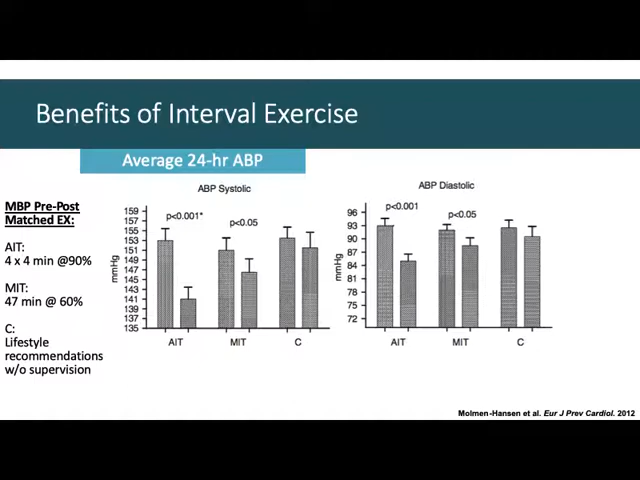 Benefits of Interval Exercise
Average 24-hr ABP
MBP Pre-Post
Matched EX:
AIT:
4 x 4 min @90%
MIT:
47 min @ 60%
C:
Lifestyle
recommendations
w/o supervision
ABP Systolic
mmHg
159
157
155
153
151
149
147
145
143
141
139
137
135
p<0.001*
p<0.05
AIT
MIT
C
ABP Diastolic
mmHg
96
93
90
87
84
81
78
75
72
p<0.001
p<0.05
AIT
MIT
C
Molmen-Hansen et al. Eur J Prev Cardiol. 2012